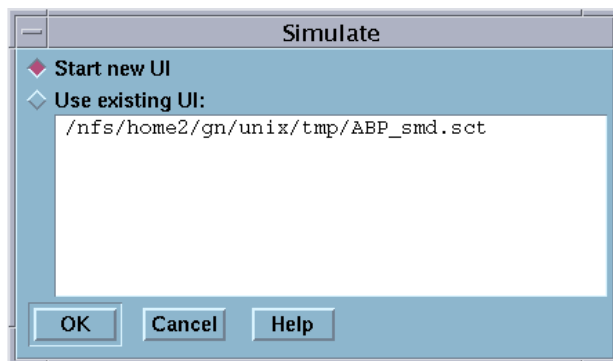 Simulate
Start new UI
Use existing UI:
/nfs/home2/gn/unix/tmp/ABP_smd.sct
OK Cancel Help